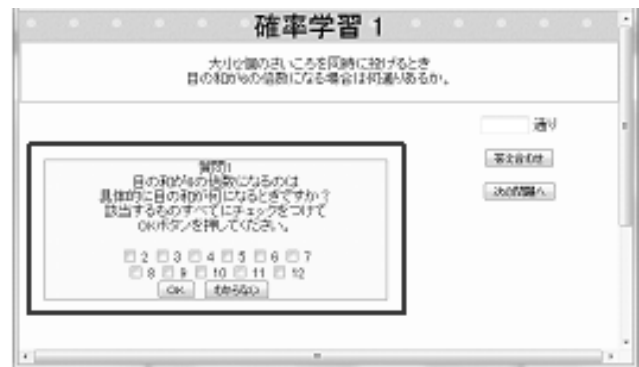 確率学習 1
大小2個のさいころを同時に投げるとき
目の和が6の倍数になる場合は何通りあるか。
通り
答え合わせ
次の問題へ
質問1
目の和が6の倍数になるのは
具体的に目の和が何になるときですか?
該当するものすべてにチェックをつけて
OKボタンを押してください。
2 3 4 5 6 7
8 9 10 11 12
OK わからない